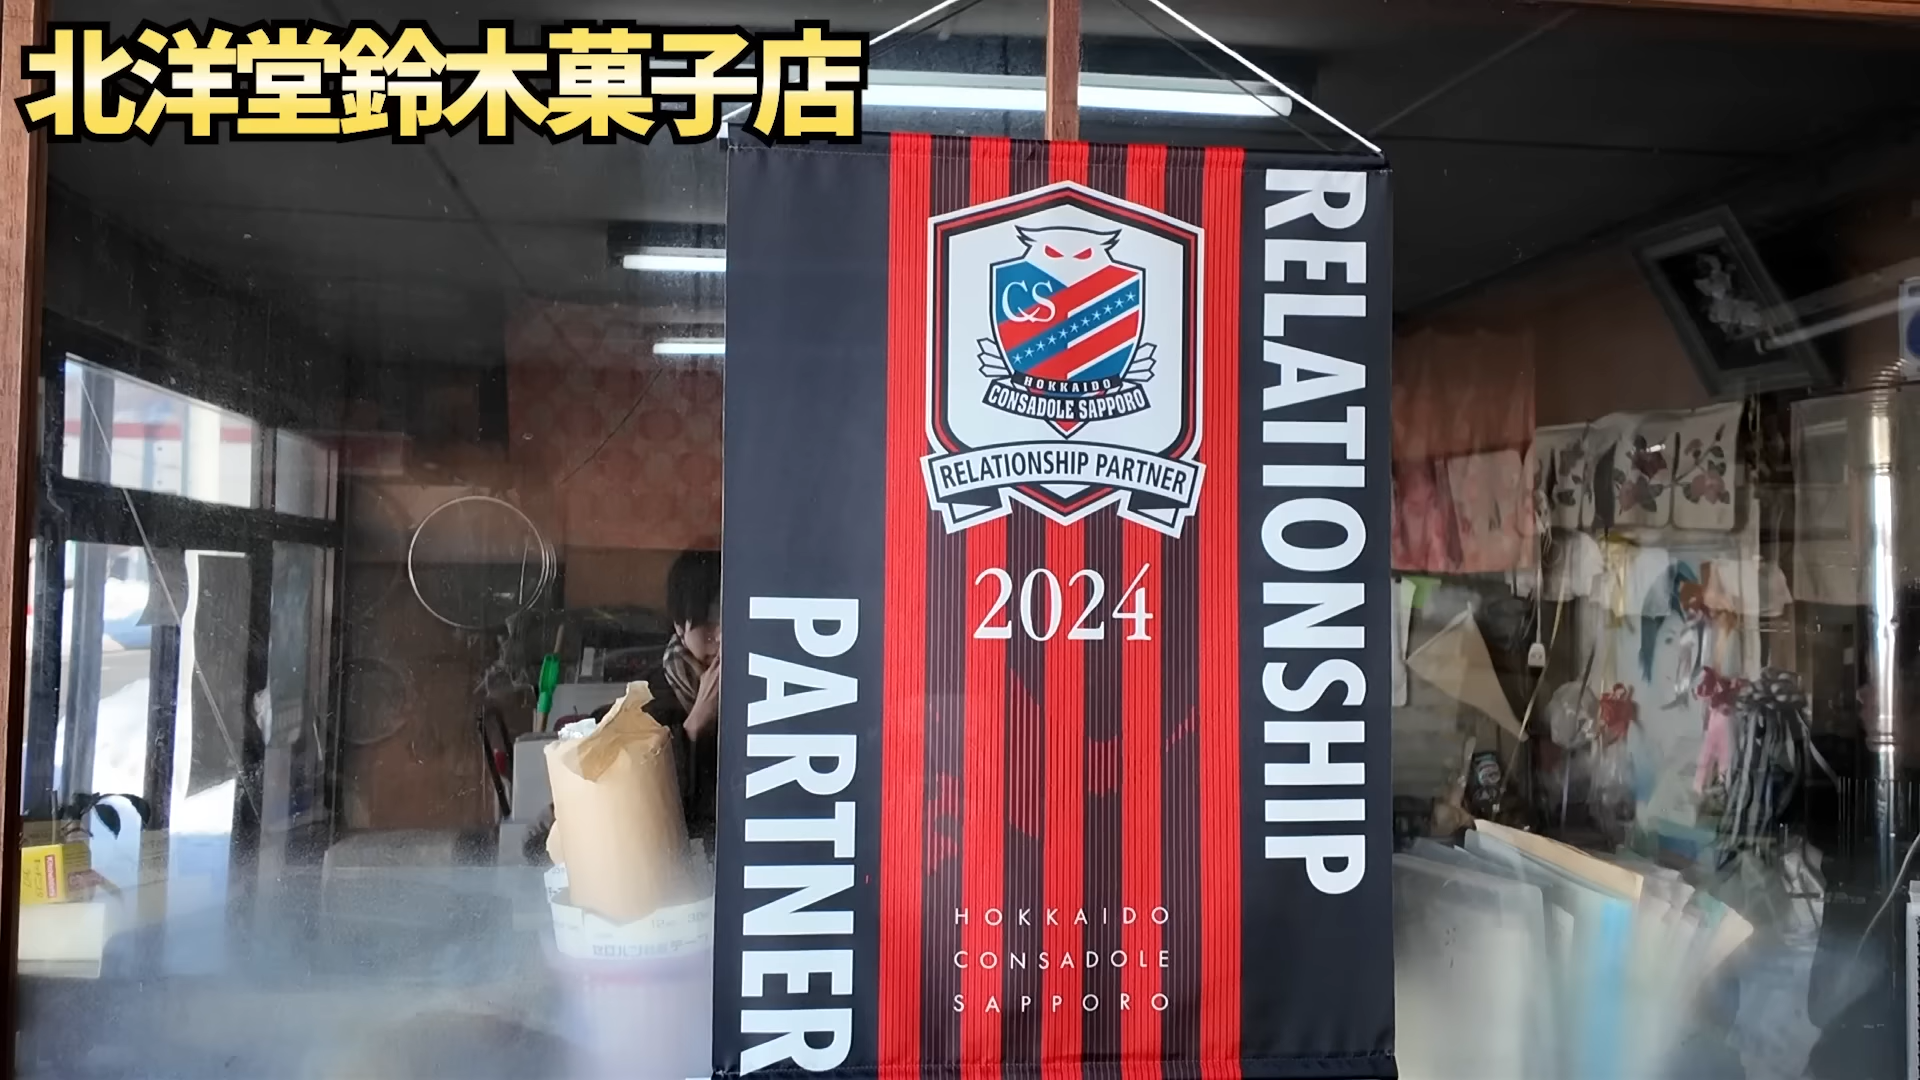 北洋堂鈴木菓子店
CS
HOKKAIDO
CONSADOLE SAPPORO
RELATIONSHIP PARTNER
2024
RELATIONSHIP
PARTNER
HOKKAIDO
CONSADOLE
SAPPORO